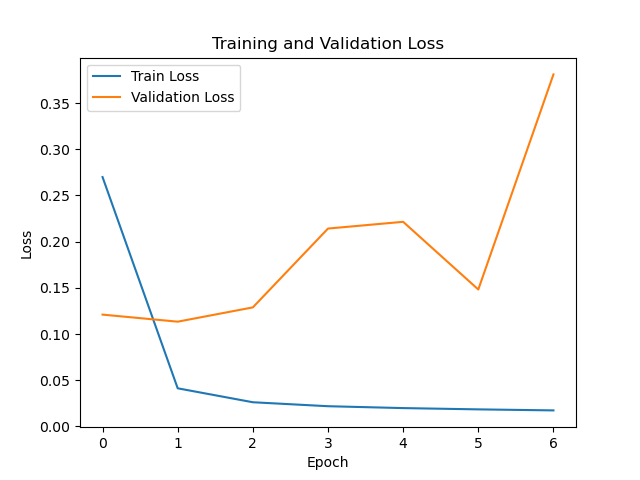 Training and Validation Loss
Train Loss
Validation Loss
0.35
0.30
0.25
0.20
0.15
0.10
0.05
0.00
Loss
0 1 2 3 4 5 6
Epoch